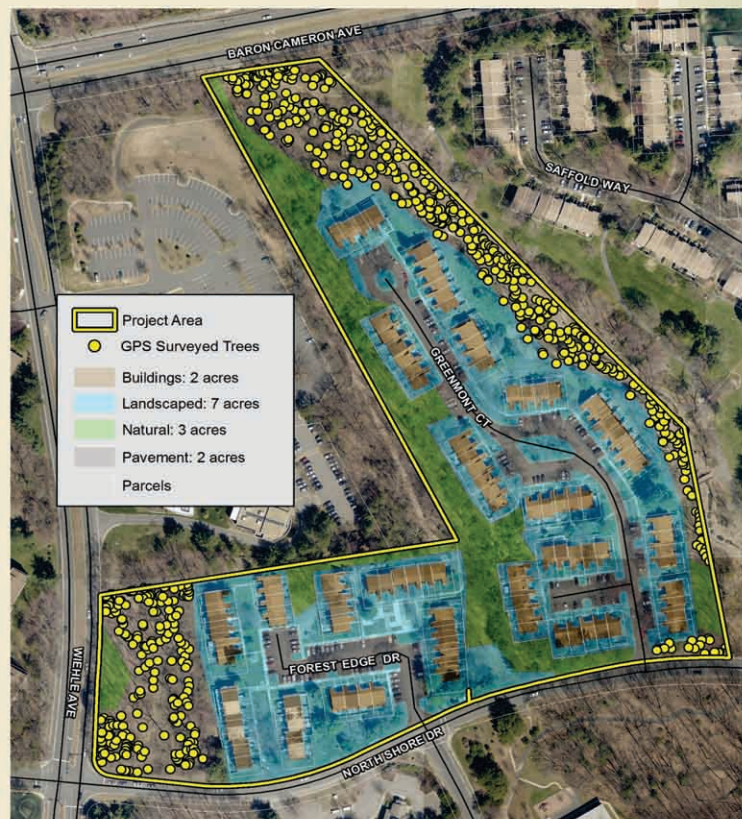 BARON CAMERON AVE
SAFFOLD WAY
Project Area
GPS Surveyed Trees
Buildings: 2 acres
Landscaped: 7 acres
Natural: 3 acres
Pavement: 2 acres
Parcels
GREENMONT CT
WIEHLE AVE
FOREST EDGE DR
NORTH SHORE DR